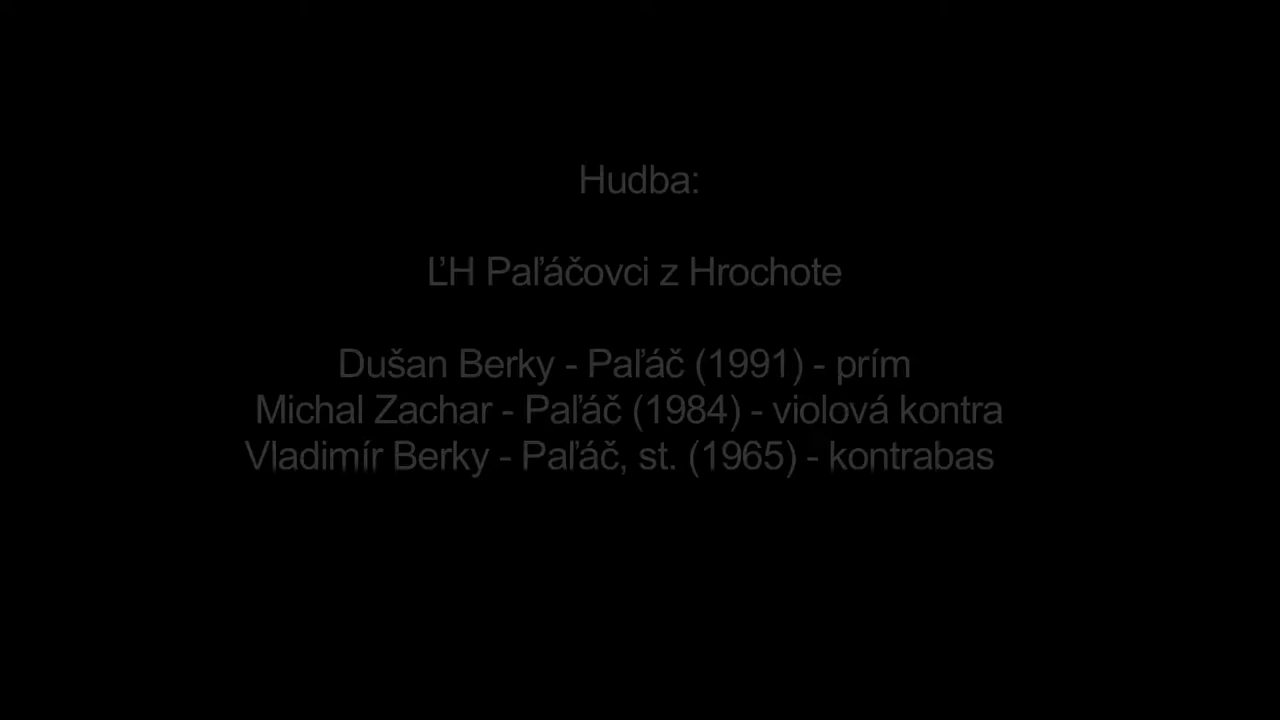 Hudba:
ĽH Paľáčovci z Hrochote
Dušan Berky - Paľáč (1991) - prím
Michal Zachar - Paľáč (1984) - violová kontra
Vladimír Berky - Paľáč, st. (1965) - kontrabas